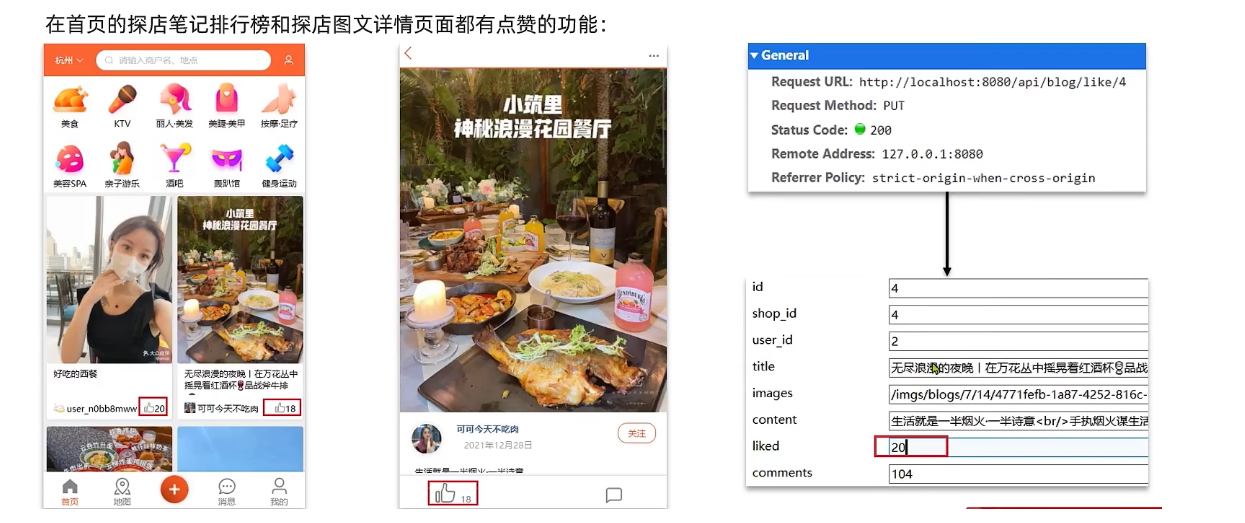 在首页的探店笔记排行榜和探店图文详情页面都有点赞的功能：
杭州
请输入商户名、地点
美食
KTV
丽人·美发
美睫·美甲
按摩·足疗
美容SPA
亲子游乐
酒吧
轰趴馆
健身运动
小筑里
神秘浪漫花园餐厅
好吃的西餐
无尽浪漫的夜晚丨在万花丛中
摇晃着红酒杯🍷品战斧牛排
user_n0bb8mww
20
可可今天不吃肉
18
首页
地图
消息
我的
小筑里
神秘浪漫花园餐厅
可可今天不吃肉
2021年12月28日
关注
生活就是一半烟火·一半诗意
18
General
Request URL: http://localhost:8080/api/blog/like/4
Request Method: PUT
Status Code: 200
Remote Address: 127.0.0.1:8080
Referrer Policy: strict-origin-when-cross-origin
id 4
shop_id 4
user_id 2
title 无尽浪漫的夜晚丨在万花丛中摇晃着红酒杯🍷品战
images /imgs/blogs/7/14/4771fefb-1a87-4252-816c-
content 生活就是一半烟火·一半诗意<br/>手执烟火谋生活
liked 20
comments 104